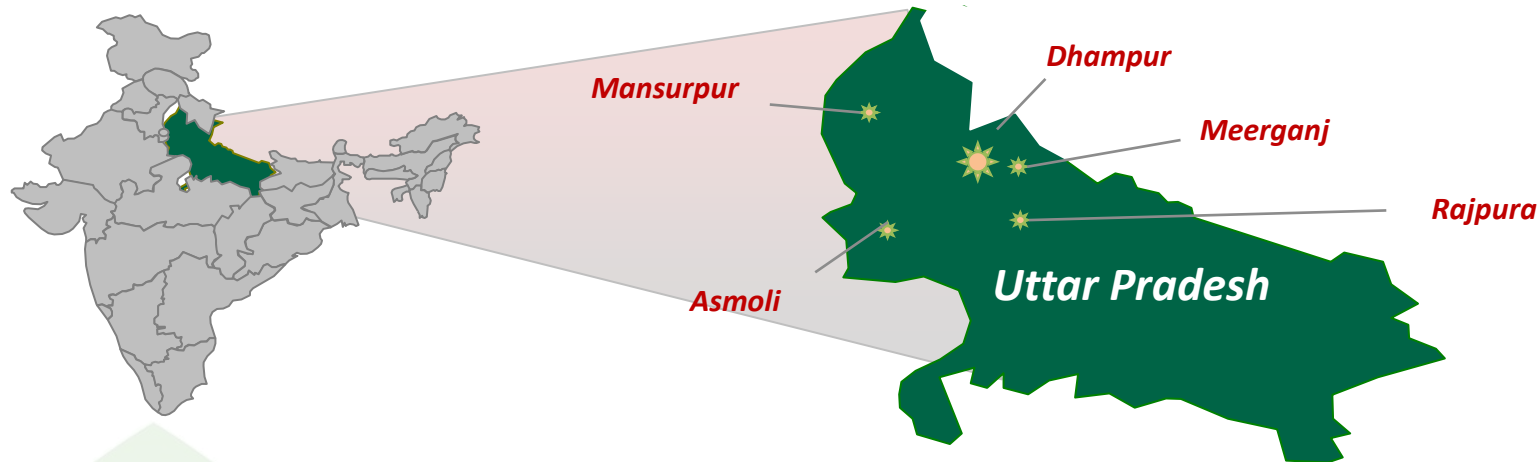 Dhampur
Mansurpur
Meerganj
Rajpura
Asmoli
Uttar Pradesh